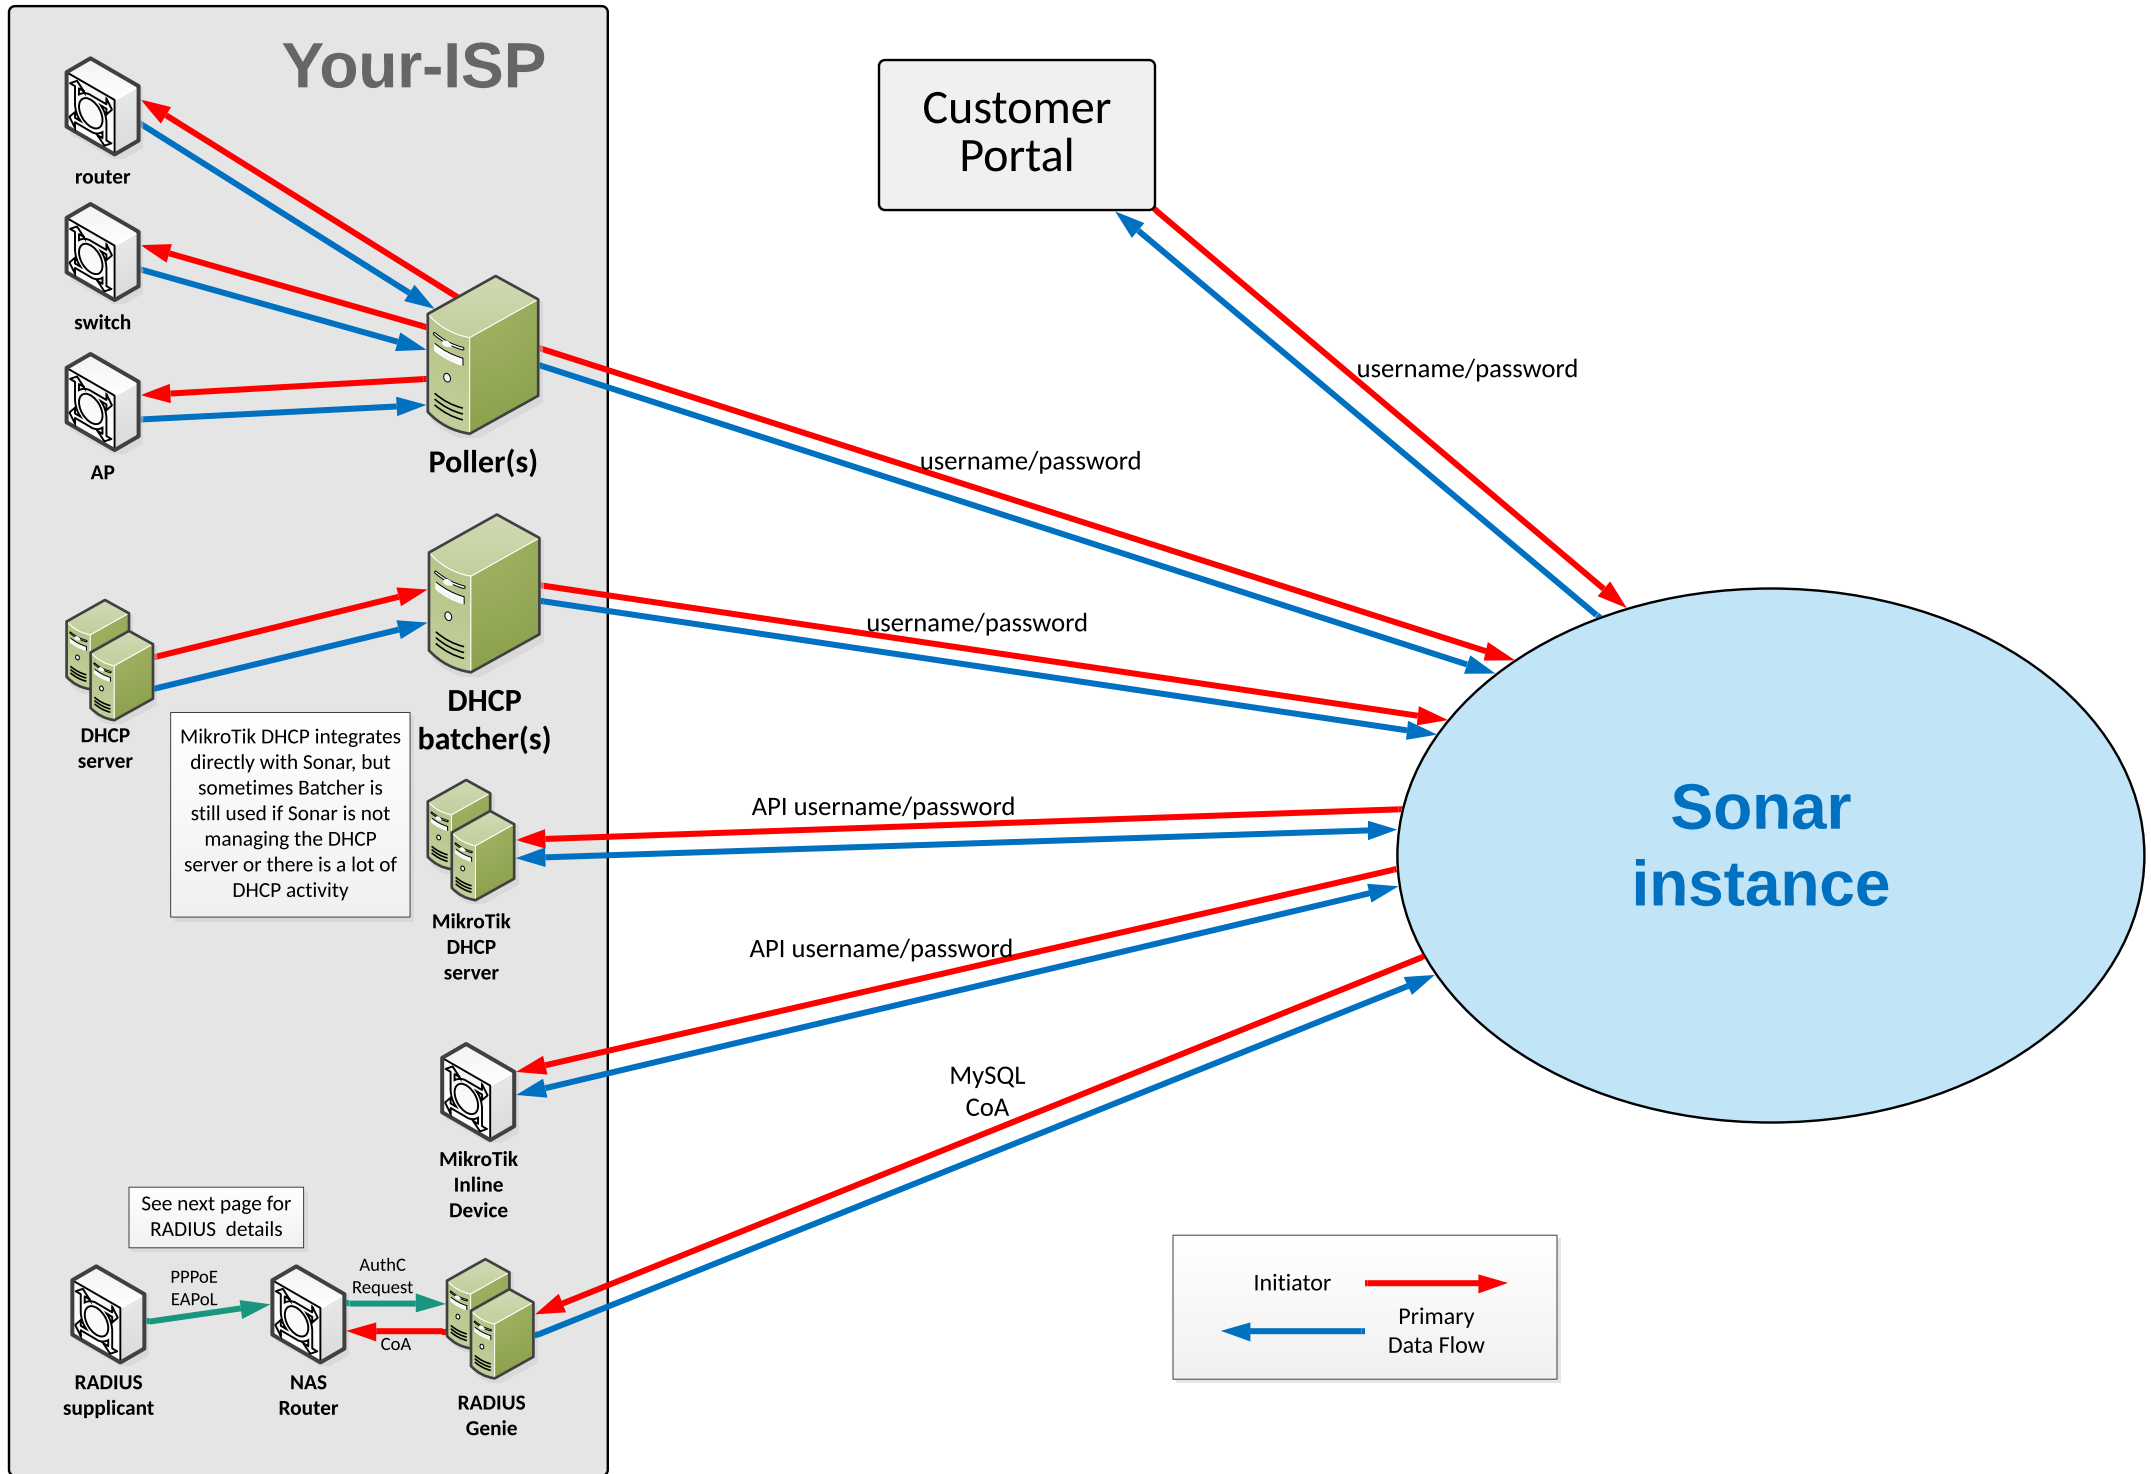 Your-ISP
router
switch
AP
Poller(s)
DHCP
server
DHCP
batcher(s)
MikroTik DHCP integrates
directly with Sonar, but
sometimes Batcher is
still used if Sonar is not
managing the DHCP
server or there is a lot of
DHCP activity
MikroTik
DHCP
server
MikroTik
Inline
Device
See next page for
RADIUS  details
PPPoE
EAPoL
AuthC
Request
CoA
RADIUS
supplicant
NAS
Router
RADIUS
Genie
Customer
Portal
username/password
username/password
username/password
API username/password
API username/password
MySQL
CoA
Sonar
instance
Initiator
Primary
Data Flow